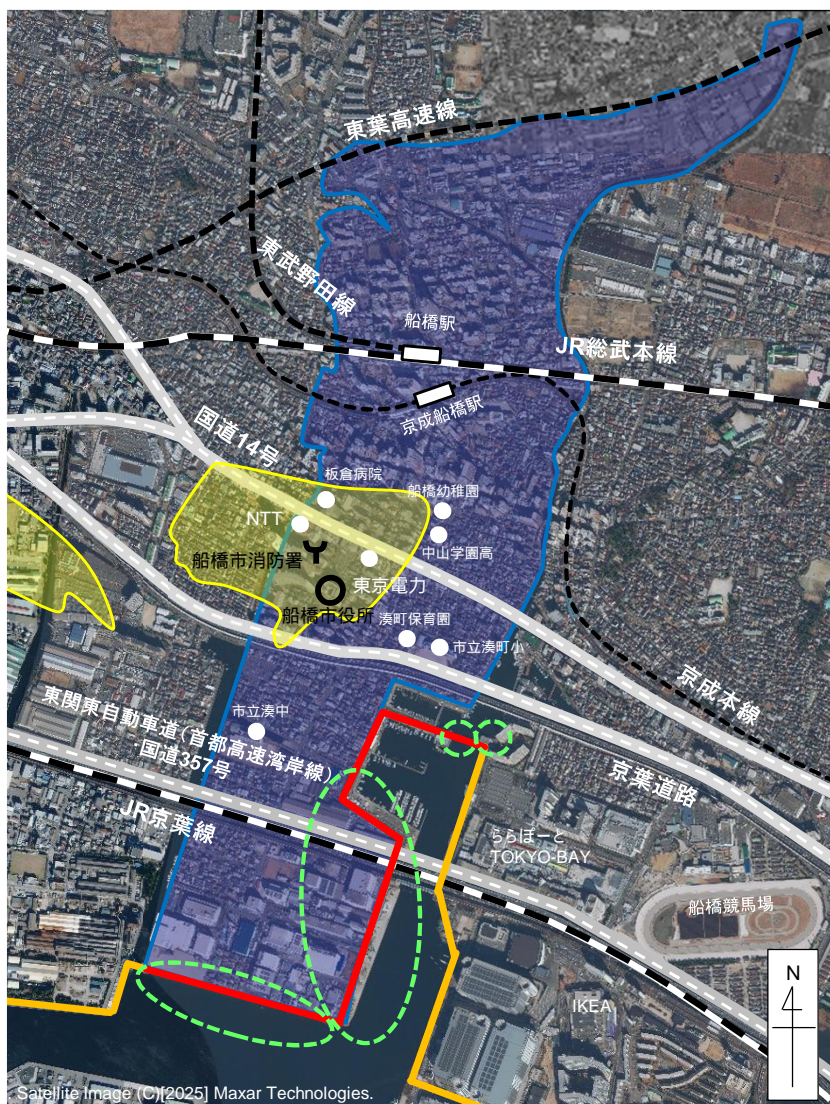 東葉高速線
東武野田線
船橋駅
JR総武本線
京成船橋駅
国道14号
板倉病院
船橋幼稚園
NTT
中山学園高
船橋市消防署
東京電力
船橋市役所
湊町保育園
市立湊町小
京成本線
市立湊中
東関東自動車道(首都高速湾岸線)
・国道357号
京葉道路
JR京葉線
ららぽーと
TOKYO-BAY
船橋競馬場
N
IKEA
Satellite Image (C)[2025] Maxar Technologies.